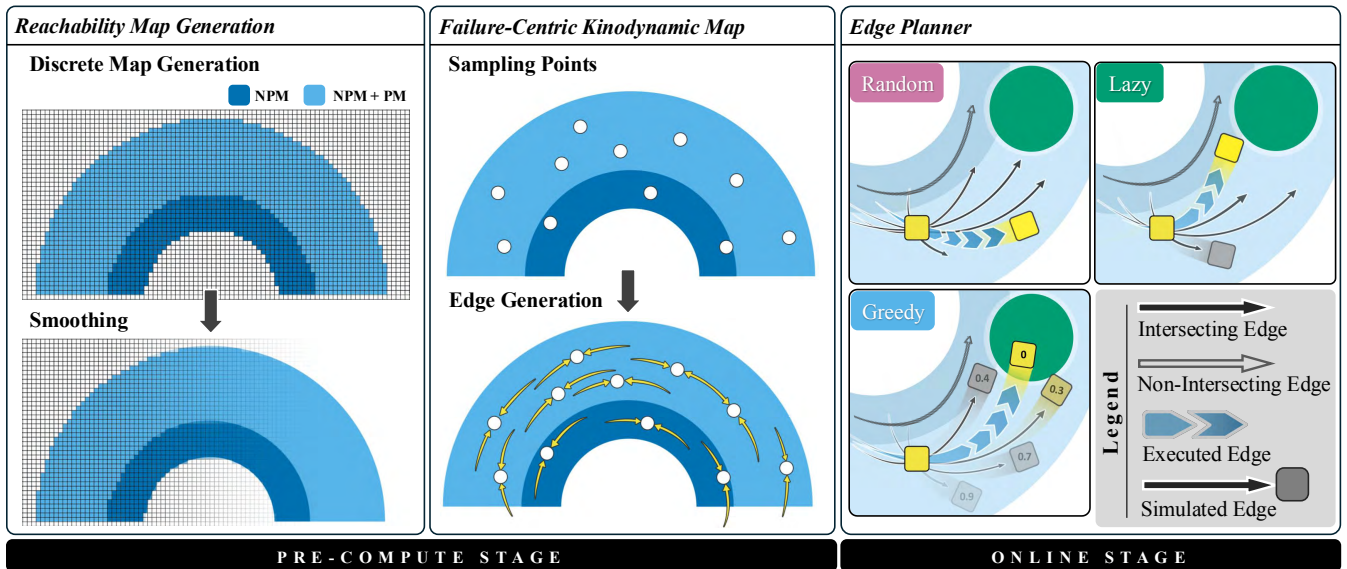 Reachability Map Generation
Discrete Map Generation
NPM
NPM + PM
Smoothing
Failure-Centric Kinodynamic Map
Sampling Points
Edge Generation
Edge Planner
Random
Lazy
Greedy
0
0.4
0.3
0.7
0.9
Legend
Intersecting Edge
Non-Intersecting Edge
Executed Edge
Simulated Edge
PRE-COMPUTE STAGE
ONLINE STAGE